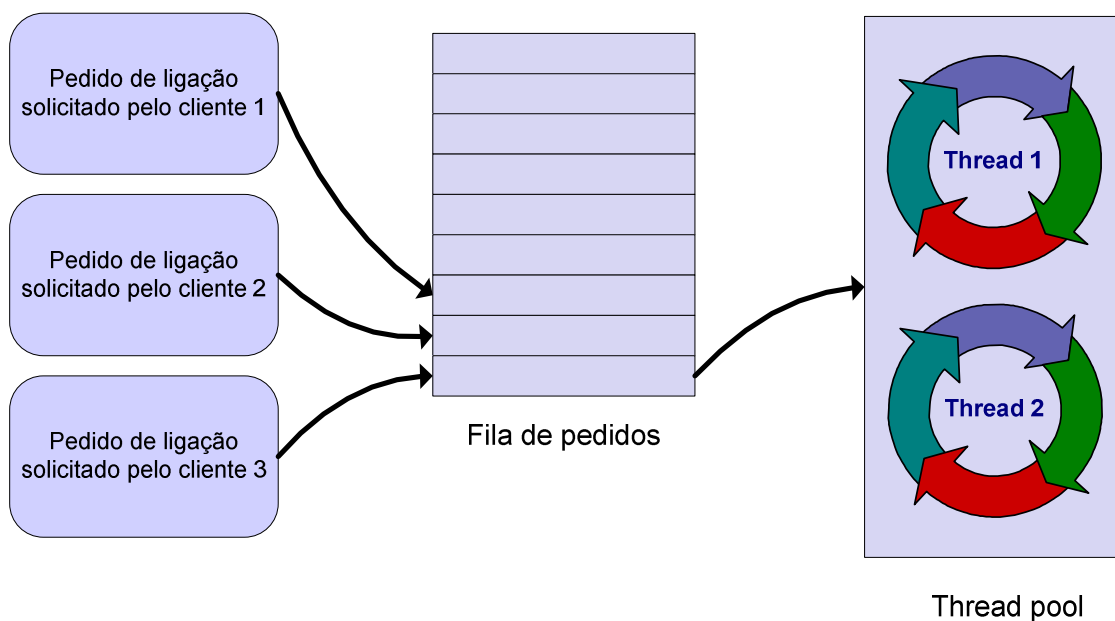 Pedido de ligação
solicitado pelo cliente 1
Pedido de ligação
solicitado pelo cliente 2
Pedido de ligação
solicitado pelo cliente 3
Fila de pedidos
Thread 1
Thread 2
Thread pool